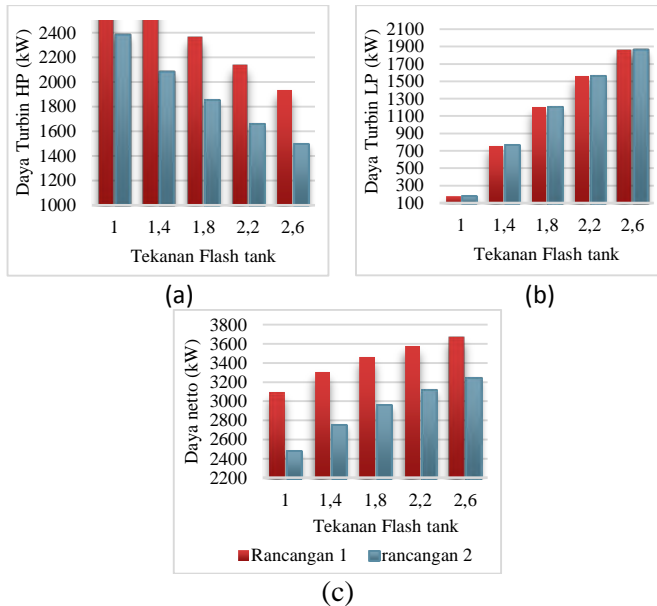 Daya Turbin HP (kW)
2400
2200
2000
1800
1600
1400
1200
1000
1 1,4 1,8 2,2 2,6
Tekanan Flash tank
(a)
Daya Turbin LP (kW)
2100
1900
1700
1500
1300
1100
900
700
500
300
100
1 1,4 1,8 2,2 2,6
Tekanan Flash tank
(b)
Daya netto (kW)
3800
3600
3400
3200
3000
2800
2600
2400
2200
1 1,4 1,8 2,2 2,6
Tekanan Flash tank
Rancangan 1 rancangan 2
(c)